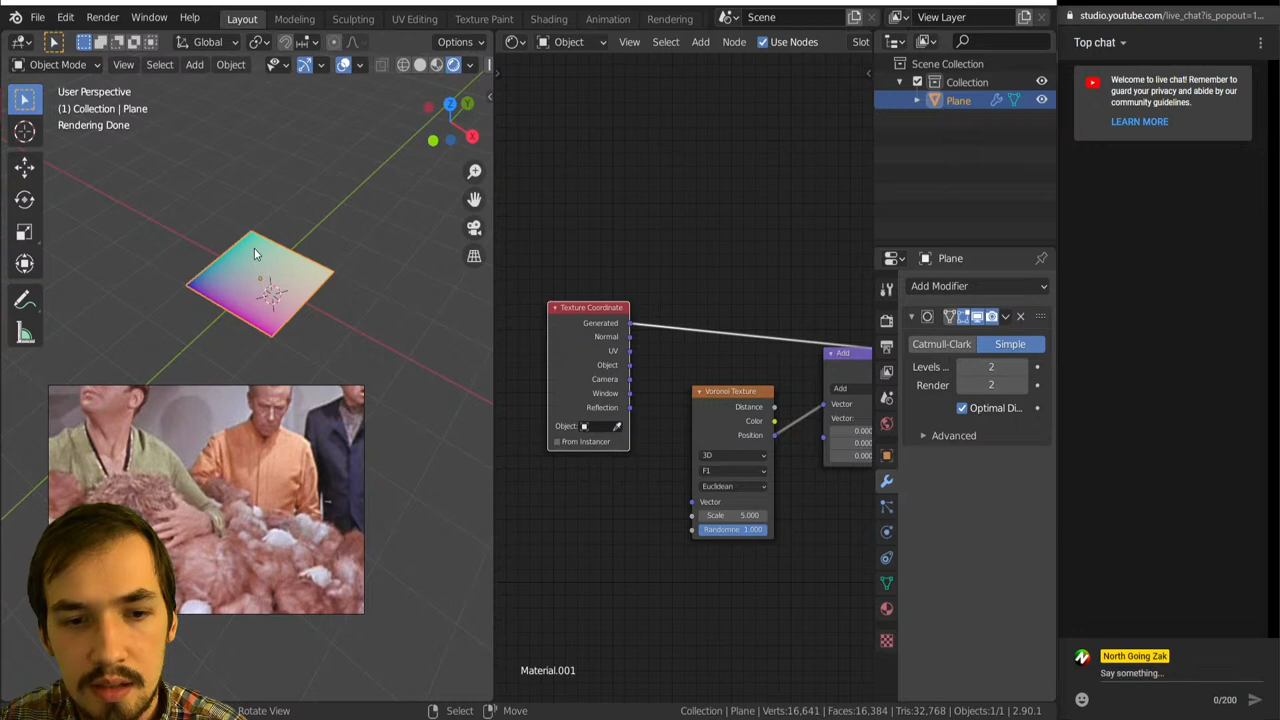 File Edit Render Window Help Layout Modeling Sculpting UV Editing Texture Paint Shading Animation Rendering Scene View Layer
Global Options Object View Select Add Node Use Nodes Slot
Object Mode View Select Add Object
User Perspective
(1) Collection | Plane
Rendering Done
Z
Y
X
Texture Coordinate
Generated
Normal
UV
Object
Camera
Window
Reflection
Object:
From Instancer
Voronoi Texture
Distance
Color
Position
3D
F1
Euclidean
Vector
Scale 5.000
Randomne 1.000
Add
Add
Vector
Vector:
0.000
0.000
0.000
Material.001
Scene Collection
Collection
Plane
Plane
Add Modifier
Catmull-Clark Simple
Levels ... 2
Render 2
Optimal Di...
Advanced
Rotate View Select Move Collection | Plane | Verts:16,641 | Faces:16,384 | Tris:32,768 | Objects:1/1 | 2.90.1
studio.youtube.com/live_chat?is_popout=1...
Top chat
Welcome to live chat! Remember to
guard your privacy and abide by our
community guidelines.
LEARN MORE
North Going Zak
Say something...
0/200